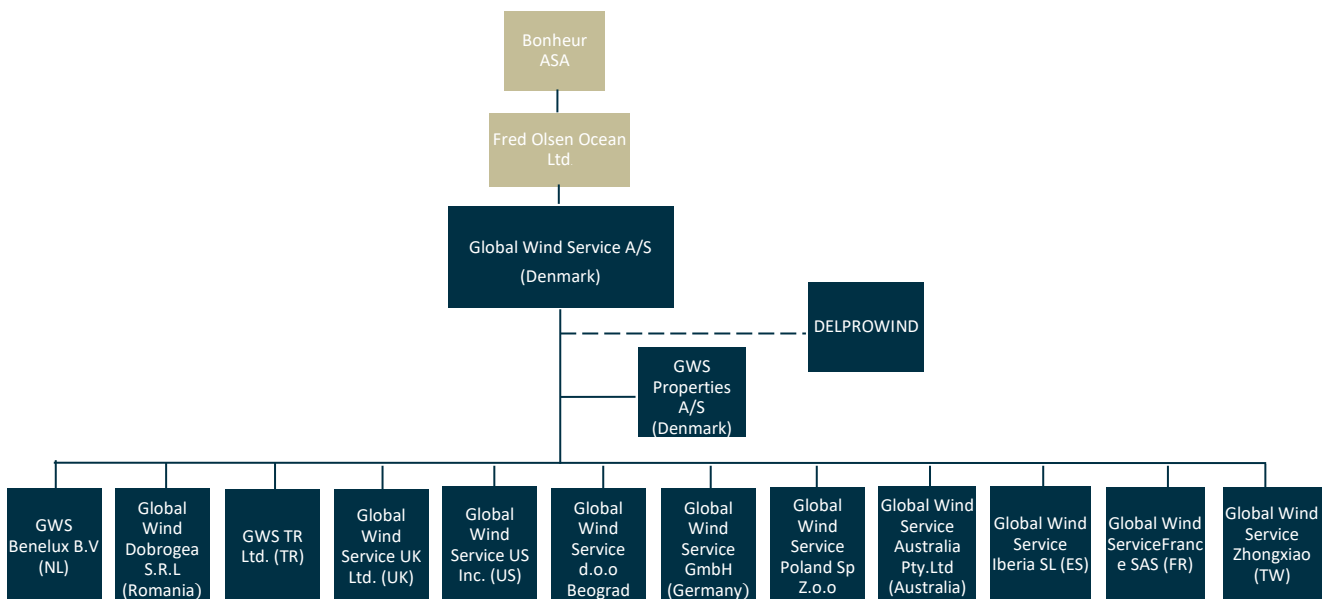 Bonheur
ASA
Fred Olsen Ocean
Ltd
Global Wind Service A/S
(Denmark)
DELPROWIND
GWS
Properties
A/S
(Denmark)
GWS
Benelux B.V
(NL)
Global
Wind
Dobrogea
S.R.L
(Romania)
GWS TR
Ltd. (TR)
Global
Wind
Service UK
Ltd. (UK)
Global
Wind
Service US
Inc. (US)
Global
Wind
Service
d.o.o
Beograd
Global
Wind
Service
GmbH
(Germany)
Global
Wind
Service
Poland Sp
Z.o.o
Global Wind
Service
Australia
Pty.Ltd
(Australia)
Global Wind
Service
Iberia SL (ES)
Global Wind
ServiceFranc
e SAS (FR)
Global Wind
Service
Zhongxiao
(TW)